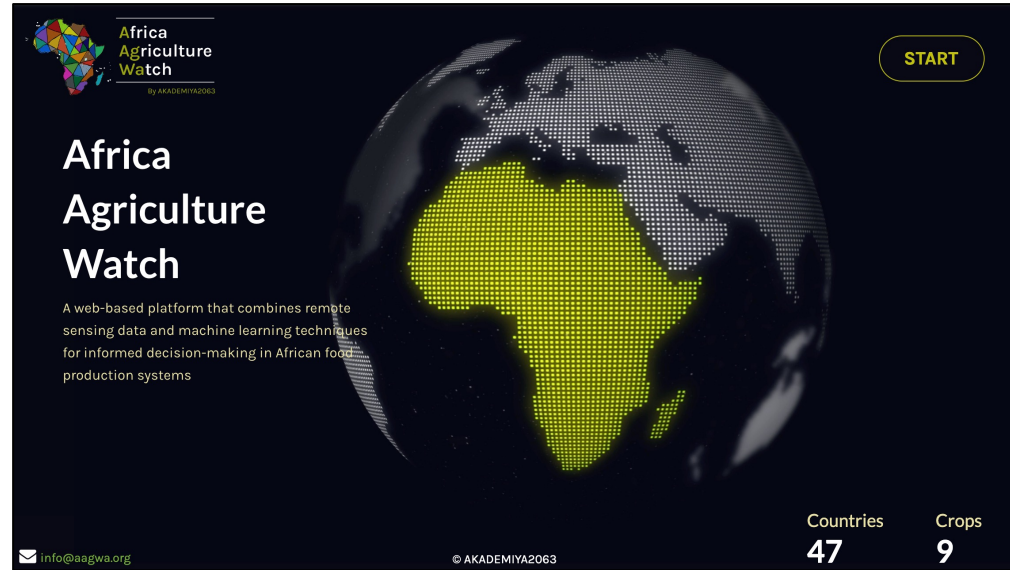 Africa
Agriculture
Watch
By AKADEMIYA2063
START
Africa
Agriculture
Watch
A web-based platform that combines remote
sensing data and machine learning techniques
for informed decision-making in African food
production systems
Countries
47
Crops
9
info@aagwa.org
© AKADEMIYA2063